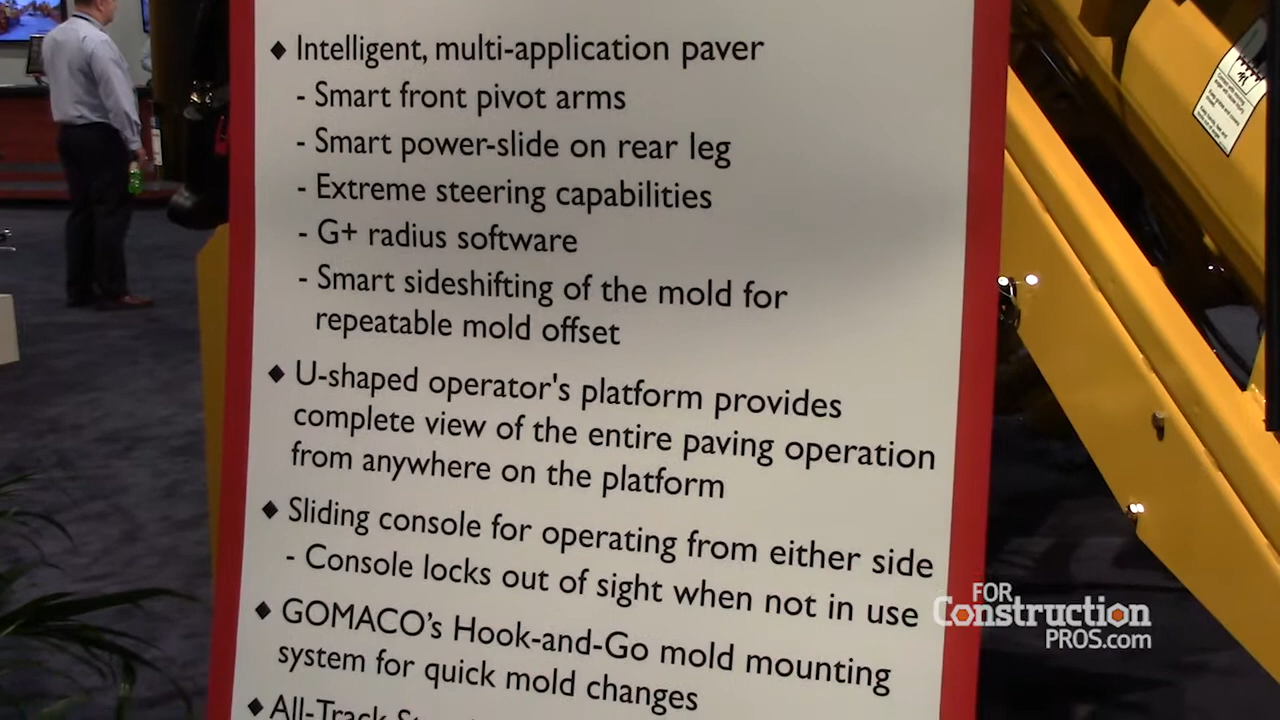 ◆ Intelligent, multi-application paver
- Smart front pivot arms
- Smart power-slide on rear leg
- Extreme steering capabilities
- G+ radius software
- Smart sideshifting of the mold for
repeatable mold offset
◆ U-shaped operator's platform provides
complete view of the entire paving operation
from anywhere on the platform
◆ Sliding console for operating from either side
- Console locks out of sight when not in use
◆ GOMACO's Hook-and-Go mold mounting
system for quick mold changes
◆ All-Track
FOR
Construction
PROS.com